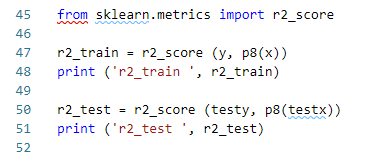 45 from sklearn.metrics import r2_score
46
47 r2_train = r2_score (y, p8(x))
48 print ('r2_train ', r2_train)
49
50 r2_test = r2_score (testy, p8(testx))
51 print ('r2_test ', r2_test)
52